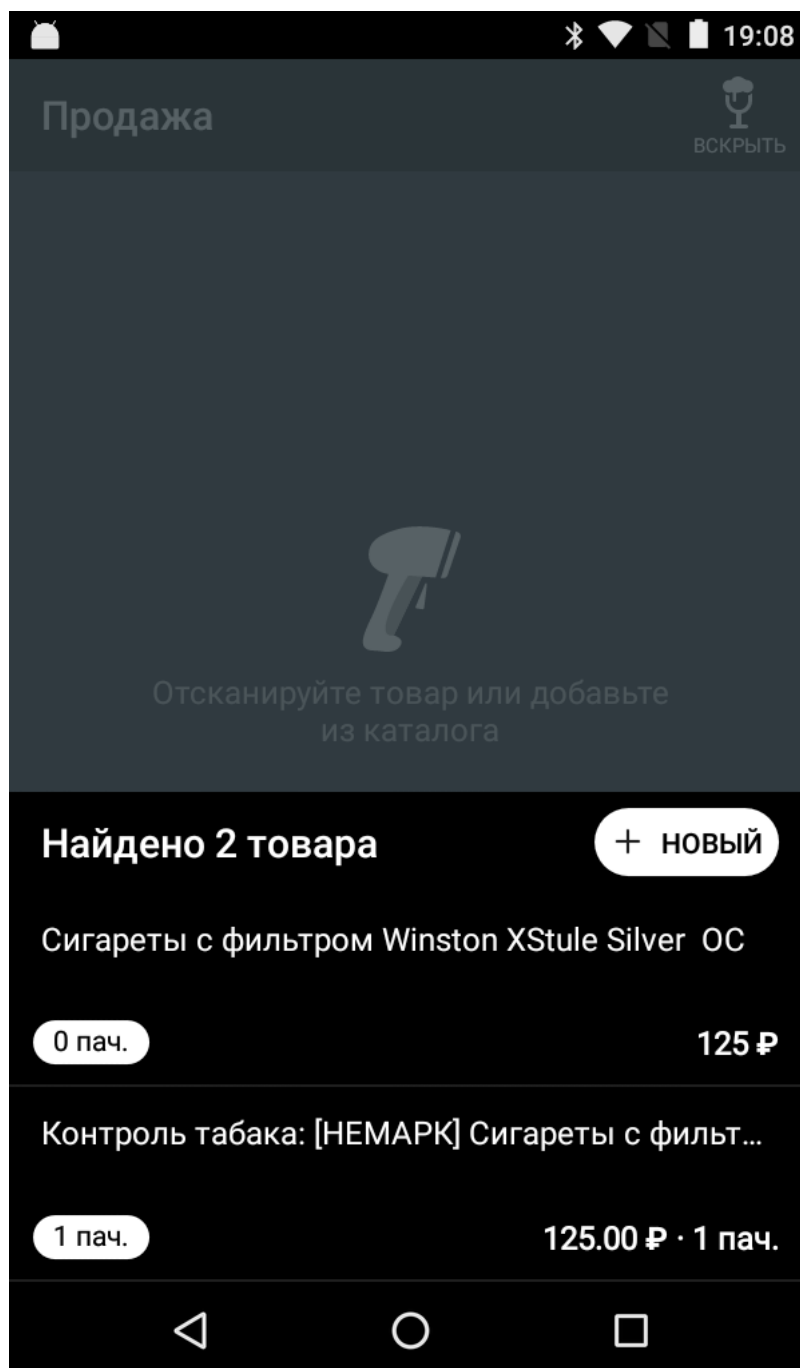 19:08
Продажа
ВСКРЫТЬ
Отсканируйте товар или добавьте
из каталога
Найдено 2 товара
+ НОВЫЙ
Сигареты с фильтром Winston XStule Silver OC
0 пач.
125 ₽
Контроль табака: [НЕМАРК] Сигареты с фильт...
1 пач.
125.00 ₽ · 1 пач.